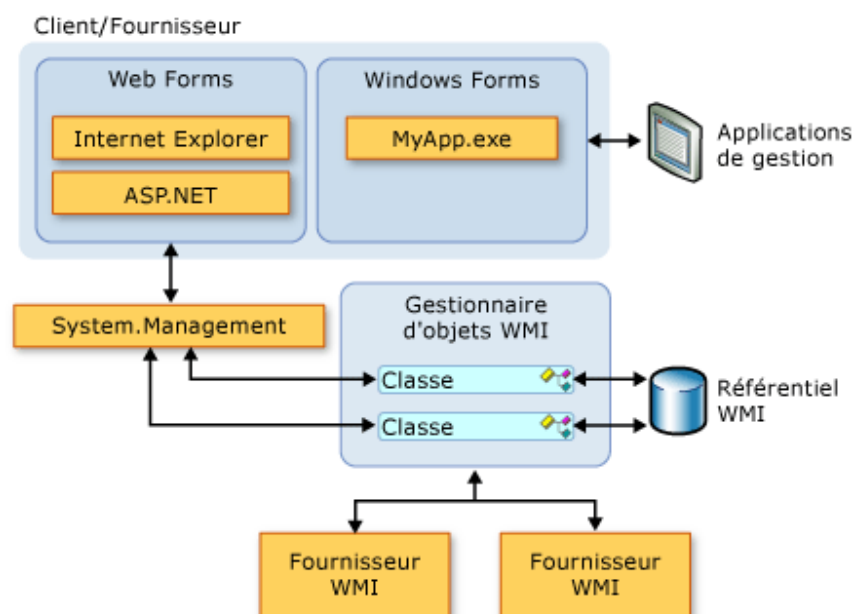 Client/Fournisseur
Web Forms
Internet Explorer
ASP.NET
Windows Forms
MyApp.exe
Applications
de gestion
System.Management
Gestionnaire
d'objets WMI
Classe
Classe
Référentiel
WMI
Fournisseur
WMI
Fournisseur
WMI